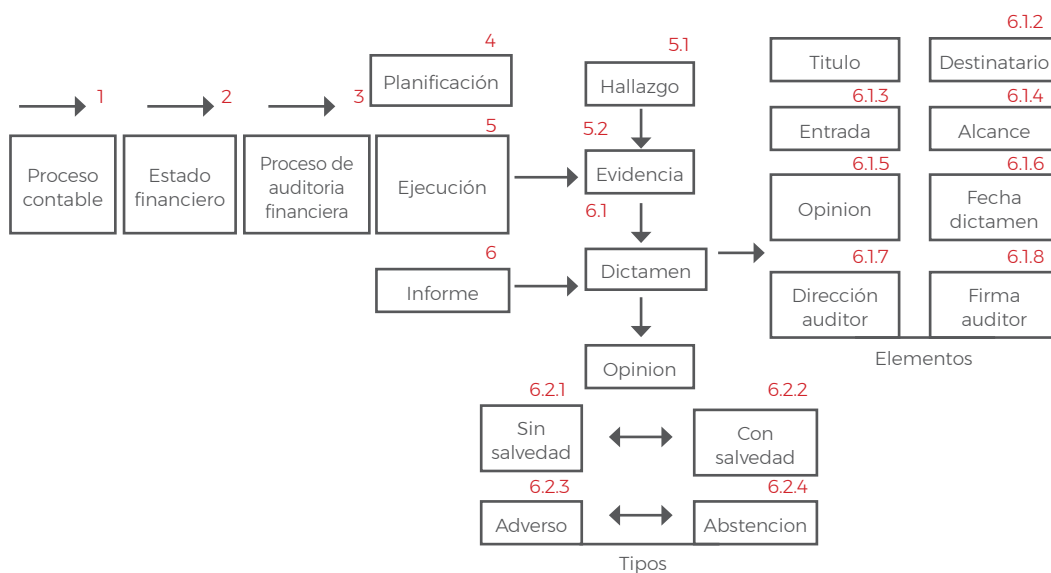 1
Proceso
contable
2
Estado
financiero
3
Proceso de
auditoria
financiera
4
Planificación
5
Ejecución
6
Informe
5.1
Hallazgo
5.2
Evidencia
6.1
Dictamen
Opinion
6.2.1
Sin
salvedad
6.2.2
Con
salvedad
6.2.3
Adverso
6.2.4
Abstencion
Tipos
Titulo
6.1.2
Destinatario
6.1.3
Entrada
6.1.4
Alcance
6.1.5
Opinion
6.1.6
Fecha
dictamen
6.1.7
Dirección
auditor
6.1.8
Firma
auditor
Elementos